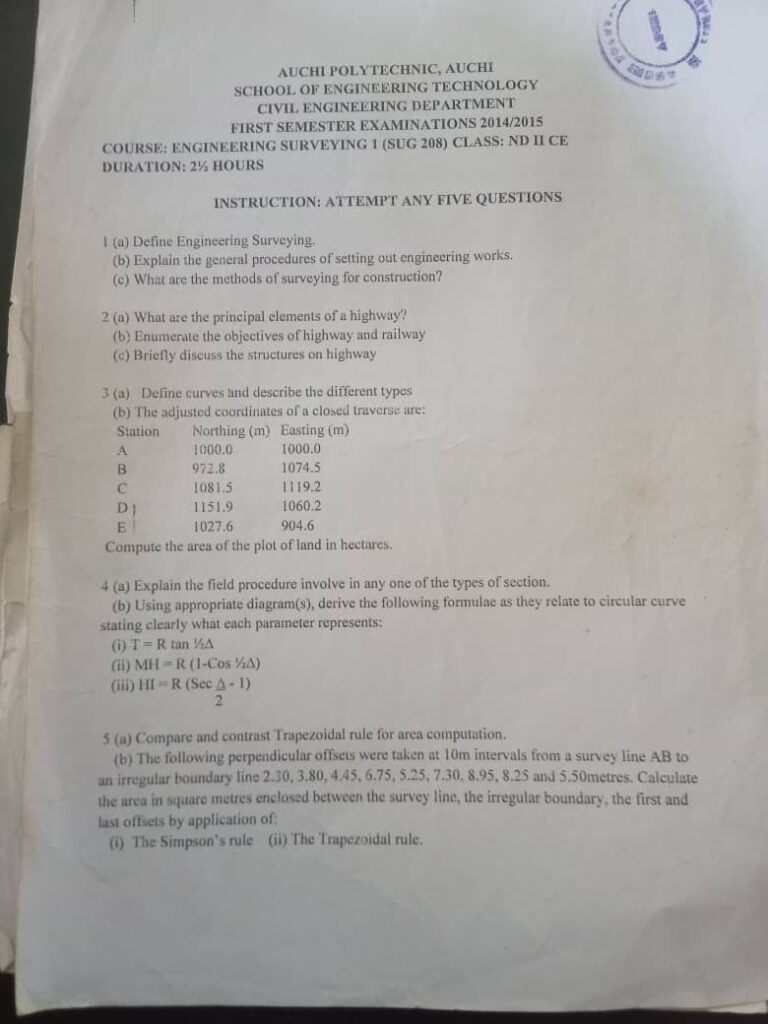 AUCHI POLYTECHNIC, AUCHI
SCHOOL OF ENGINEERING TECHNOLOGY
CIVIL ENGINEERING DEPARTMENT
FIRST SEMESTER EXAMINATIONS 2014/2015
COURSE: ENGINEERING SURVEYING 1 (SUG 208) CLASS: ND II CE
DURATION: 2½ HOURS
INSTRUCTION: ATTEMPT ANY FIVE QUESTIONS
1 (a) Define Engineering Surveying.
(b) Explain the general procedures of setting out engineering works.
(c) What are the methods of surveying for construction?
2 (a) What are the principal elements of a highway?
(b) Enumerate the objectives of highway and railway
(c) Briefly discuss the structures on highway
3 (a) Define curves and describe the different types
(b) The adjusted coordinates of a closed traverse are:
Station Northing (m) Easting (m)
A 1000.0 1000.0
B 972.8 1074.5
C 1081.5 1119.2
D 1151.9 1060.2
E 1027.6 904.6
Compute the area of the plot of land in hectares.
4 (a) Explain the field procedure involve in any one of the types of section.
(b) Using appropriate diagram(s), derive the following formulae as they relate to circular curve
stating clearly what each parameter represents:
(i) T = R tan ½Δ
(ii) MH = R (1-Cos ½Δ)
(iii) HI = R (Sec Δ - 1)
2
5 (a) Compare and contrast Trapezoidal rule for area computation.
(b) The following perpendicular offsets were taken at 10m intervals from a survey line AB to
an irregular boundary line 2.30, 3.80, 4.45, 6.75, 5.25, 7.30, 8.95, 8.25 and 5.50metres. Calculate
the area in square metres enclosed between the survey line, the irregular boundary, the first and
last offsets by application of:
(i) The Simpson's rule (ii) The Trapezoidal rule.